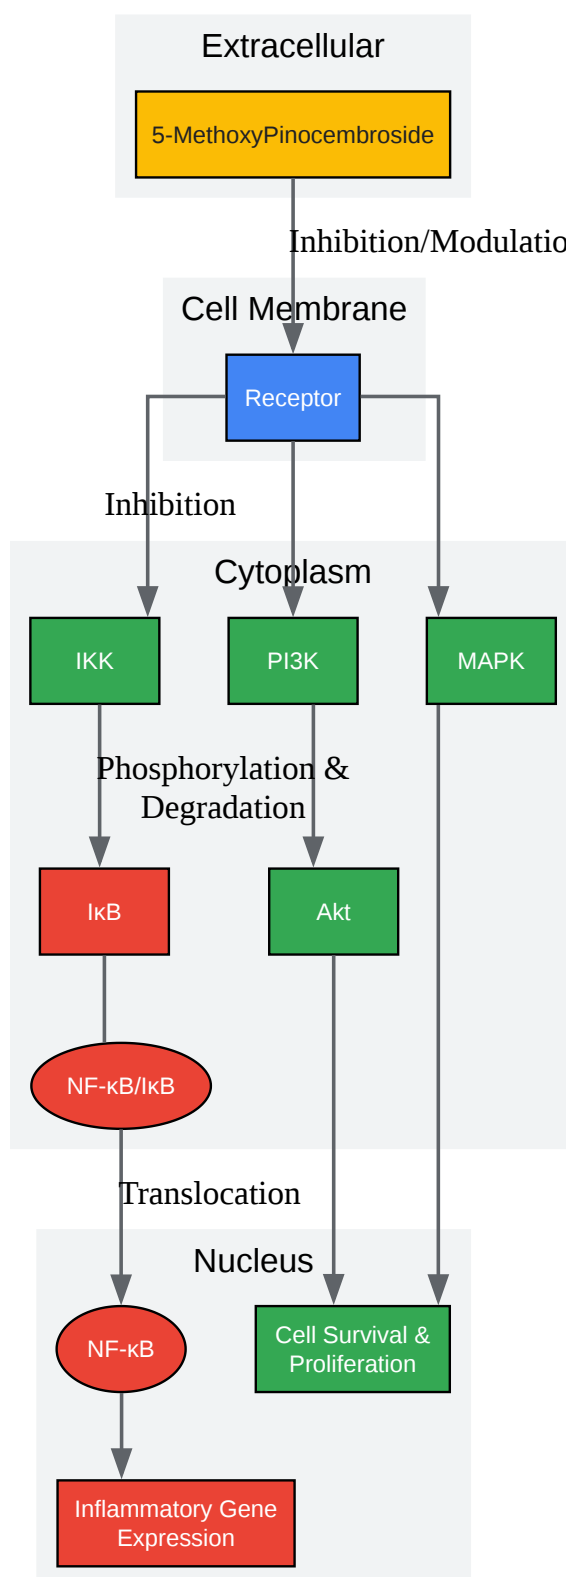 Extracellular
5-MethoxyPinocembroside
Inhibition/Modulatio
Cell Membrane
Receptor
Inhibition
Cytoplasm
IKK
PI3K
MAPK
Phosphorylation &
Degradation
IκB
Akt
NF-κB/IκB
Translocation
Nucleus
NF-κB
Cell Survival &
Proliferation
Inflammatory Gene
Expression